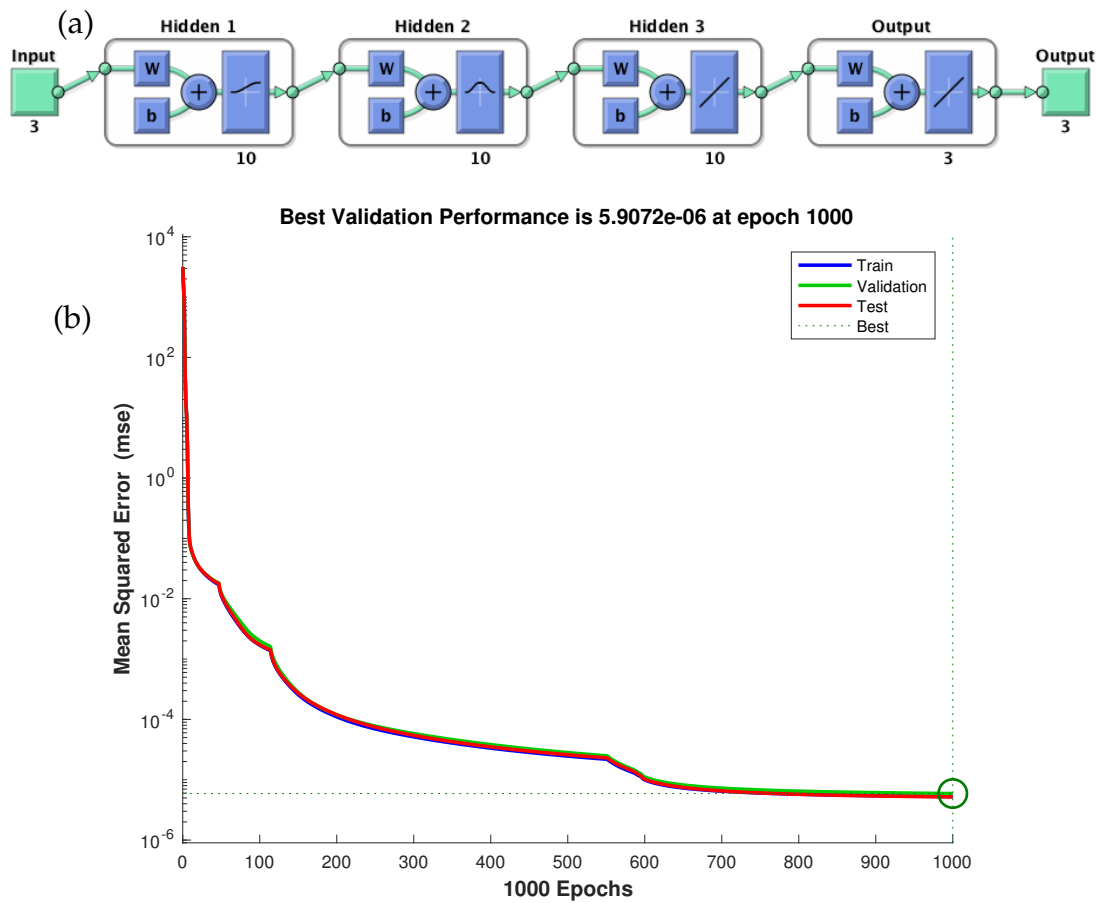 (a)
Hidden 1
Hidden 2
Hidden 3
Output
Input
Output
W
W
W
W
b
b
b
b
3
10
10
10
3
3
Best Validation Performance is 5.9072e-06 at epoch 1000
(b)
Train
Validation
Test
Best
10^4
10^2
10^0
10^-2
10^-4
10^-6
Mean Squared Error (mse)
0 100 200 300 400 500 600 700 800 900 1000
1000 Epochs